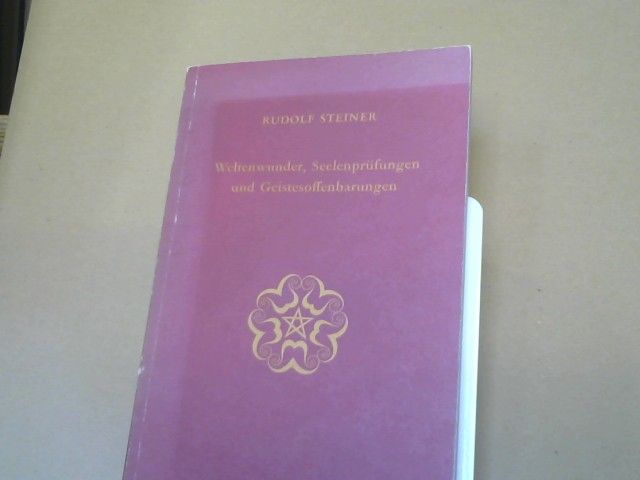 RUDOLF STEINER
Weltenwunder, Seelenprüfungen
und Geistesoffenbarungen